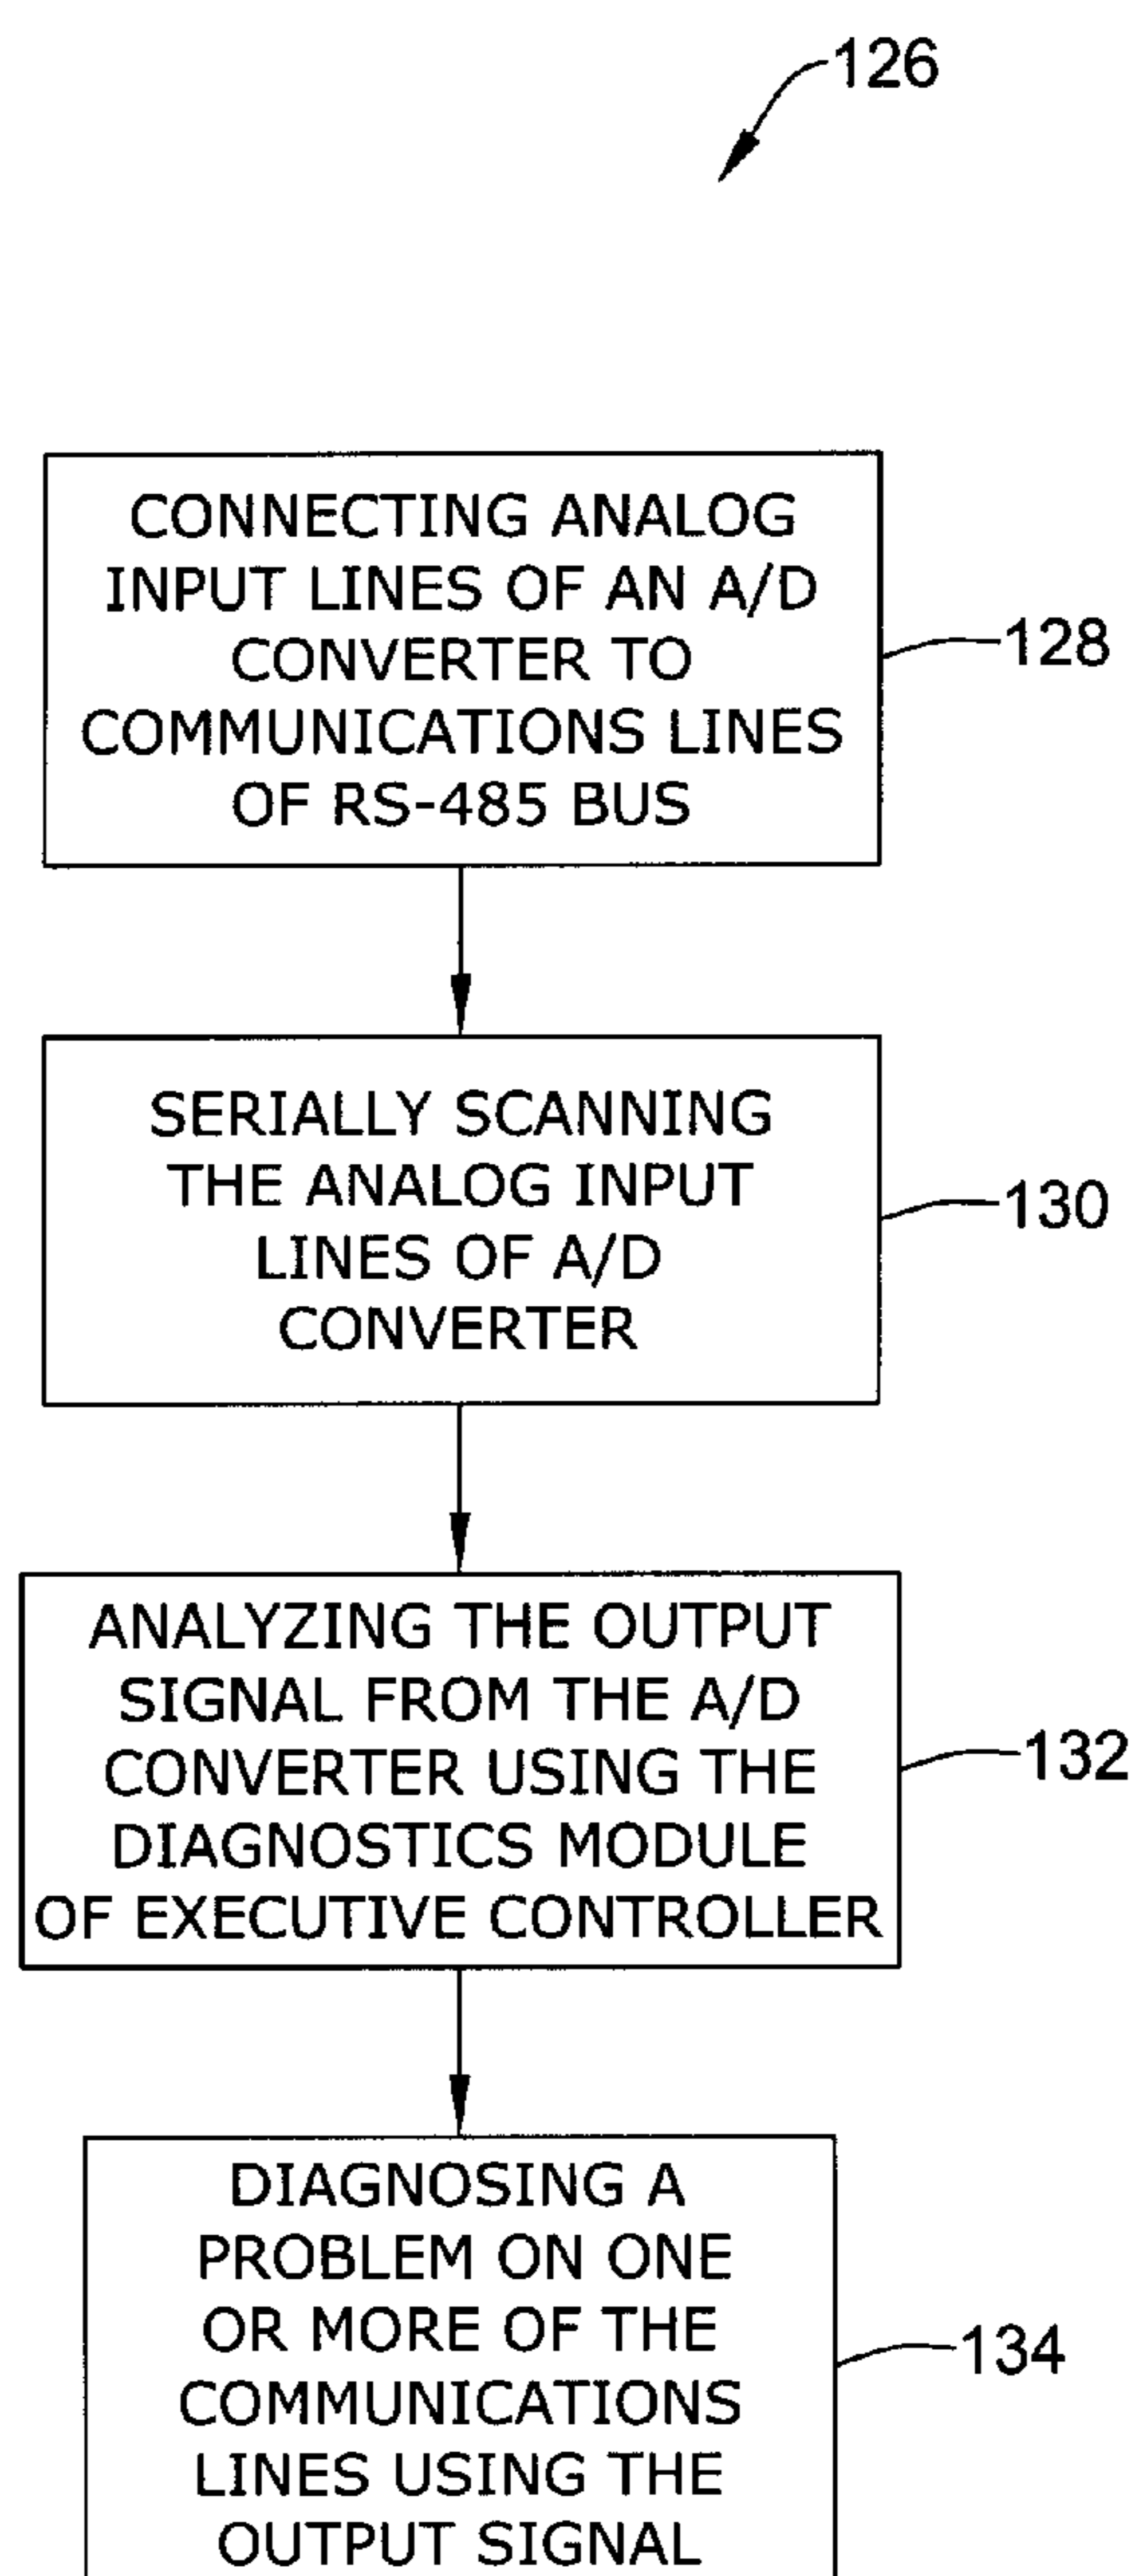 126
CONNECTING ANALOG
INPUT LINES OF AN A/D
CONVERTER TO
COMMUNICATIONS LINES
OF RS-485 BUS
128
SERIALLY SCANNING
THE ANALOG INPUT
LINES OF A/D
CONVERTER
130
ANALYZING THE OUTPUT
SIGNAL FROM THE A/D
CONVERTER USING THE
DIAGNOSTICS MODULE
OF EXECUTIVE CONTROLLER
132
DIAGNOSING A
PROBLEM ON ONE
OR MORE OF THE
COMMUNICATIONS
LINES USING THE
OUTPUT SIGNAL
134